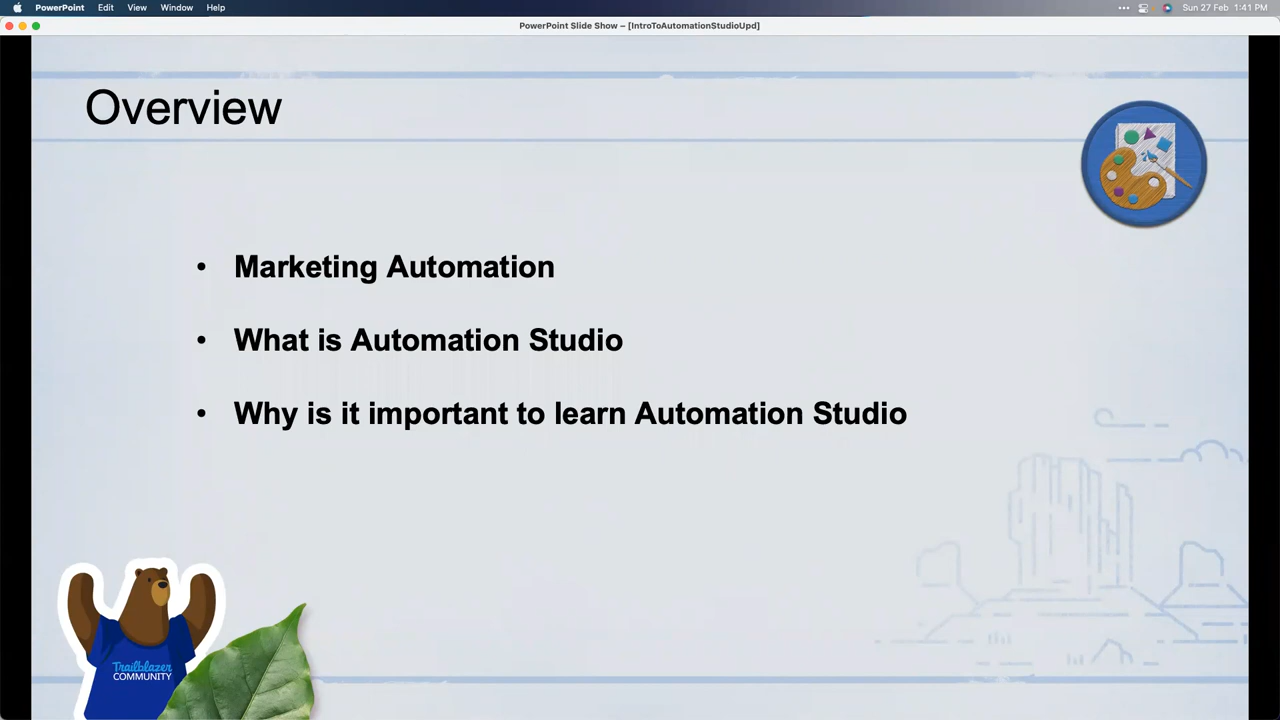 PowerPoint Edit View Window Help
Sun 27 Feb 1:41 PM
PowerPoint Slide Show – [IntroToAutomationStudioUpd]
Overview
• Marketing Automation
• What is Automation Studio
• Why is it important to learn Automation Studio
Trailblazer
COMMUNITY